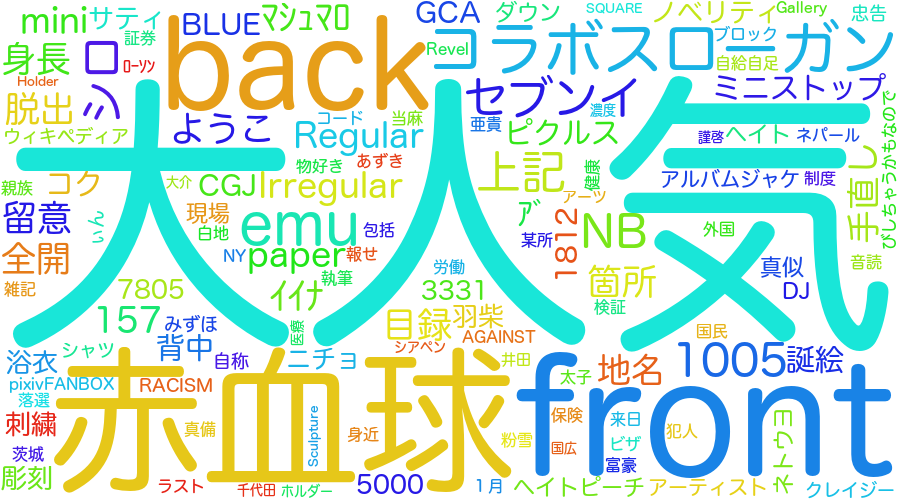 mini
サティ
証券
BLUE
マシュマロ
GCA
ダウン
SQUARE
ノベリティ
Gallery
忠告
身長
ロ
ローソン
Holder
back
Revel
コラボスローガン
ブロック
自給自足
脱出
ツ
ウィキペディア
ようこ
コード
当麻
セブンイ
濃度
ミニストップ
Regular
亜貴
ピクルス
謹啓
ヘイト
ネパール
物好き
あずき
親族
コク
大介
CGJ
Irregular
上記
健康
アルバムジャケ
制度
手直し
びしちゃうかもなので
大人気
留意
現場
白地
emu
包括
ｱﾞ
某所
アーツ
1812
NB
外国
っん
全開
NY
paper
報せ
執筆
労働
音読
雑記
7805
イイナ
3331
箇所
検証
真似
DJ
157
みずほ
医療
目録
羽柴
国民
浴衣
シャツ
背中
自称
ニチョ
シアペン
AGAINST
井田
地名
1005
誕絵
pixivFANBOX
RACISM
太子
落選
赤血球
front
刺繍
真備
Sculpture
身近
粉雪
保険
来日
犯人
ネトウヨ
茨城
国広
ビザ
彫刻
ラスト
千代田
ホルダー
5000
1月
ヘイトピーチ
富豪
アーティスト
クレイジー